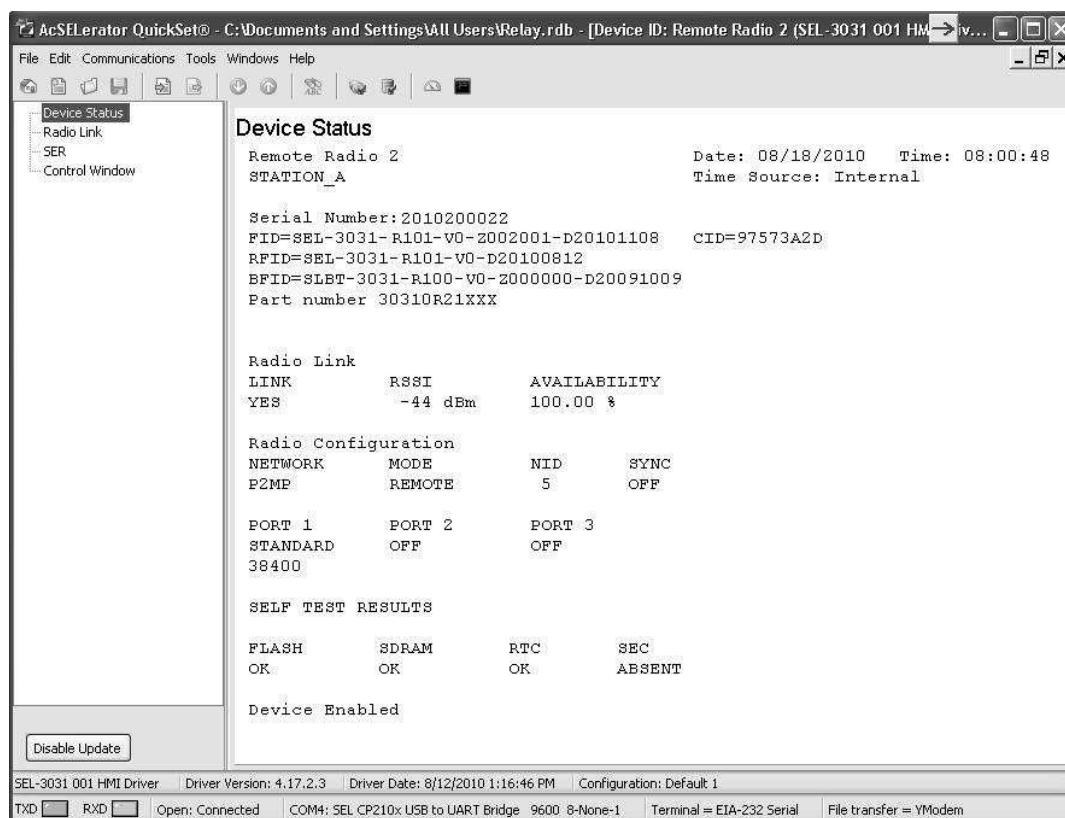 AcSELerator QuickSet® - C:\Documents and Settings\All Users\Relay.rdb - [Device ID: Remote Radio 2 (SEL-3031 001 HM
File Edit Communications Tools Windows Help
Device Status
Radio Link
SER
Control Window
Device Status
Remote Radio 2 Date: 08/18/2010 Time: 08:00:48
STATION_A Time Source: Internal
Serial Number:2010200022
FID=SEL-3031-R101-V0-Z002001-D20101108 CID=97573A2D
RFID=SEL-3031-R101-V0-D20100812
BFID=SLBT-3031-R100-V0-Z000000-D20091009
Part number 30310R21XXX
Radio Link
LINK RSSI AVAILABILITY
YES -44 dBm 100.00 %
Radio Configuration
NETWORK MODE NID SYNC
P2MP REMOTE 5 OFF
PORT 1 PORT 2 PORT 3
STANDARD OFF OFF
38400
SELF TEST RESULTS
FLASH SDRAM RTC SEC
OK OK OK ABSENT
Device Enabled
Disable Update
SEL-3031 001 HMI Driver Driver Version: 4.17.2.3 Driver Date: 8/12/2010 1:16:46 PM Configuration: Default 1
TXD RXD Open: Connected COM4: SEL CP210x USB to UART Bridge 9600 8-None-1 Terminal = EIA-232 Serial File transfer = YModem